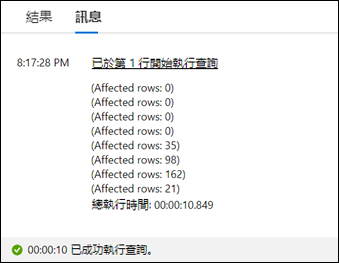 結果 訊息
8:17:28 PM 已於第 1 行開始執行查詢
(Affected rows: 0)
(Affected rows: 0)
(Affected rows: 0)
(Affected rows: 0)
(Affected rows: 35)
(Affected rows: 98)
(Affected rows: 162)
(Affected rows: 21)
總執行時間: 00:00:10.849
00:00:10 已成功執行查詢。